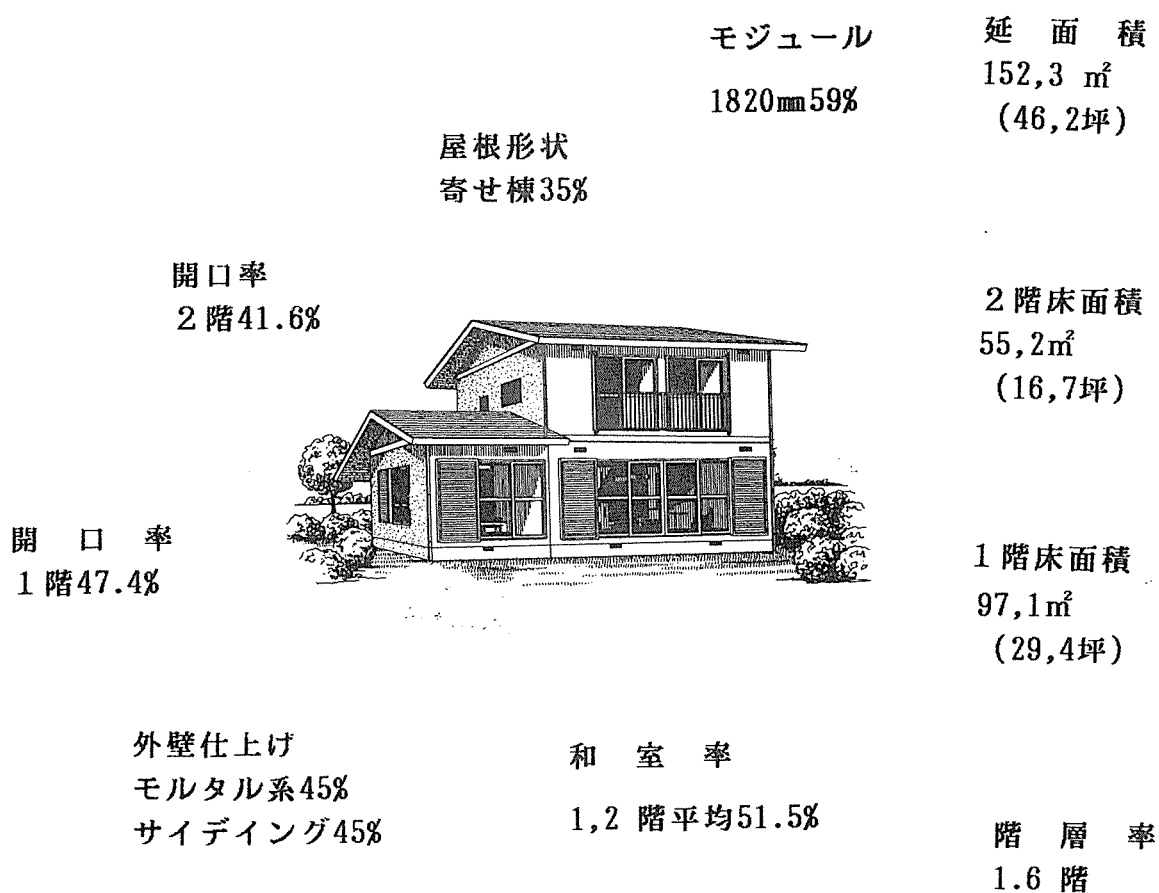 モジュール
1820㎜59%
延面積
152,3 ㎡
(46,2坪)
屋根形状
寄せ棟35%
開口率
2階41.6%
2階床面積
55,2㎡
(16,7坪)
開口率
1階47.4%
1階床面積
97,1㎡
(29,4坪)
外壁仕上げ
モルタル系45%
サイデイング45%
和室率
1,2 階平均51.5%
階層率
1.6 階